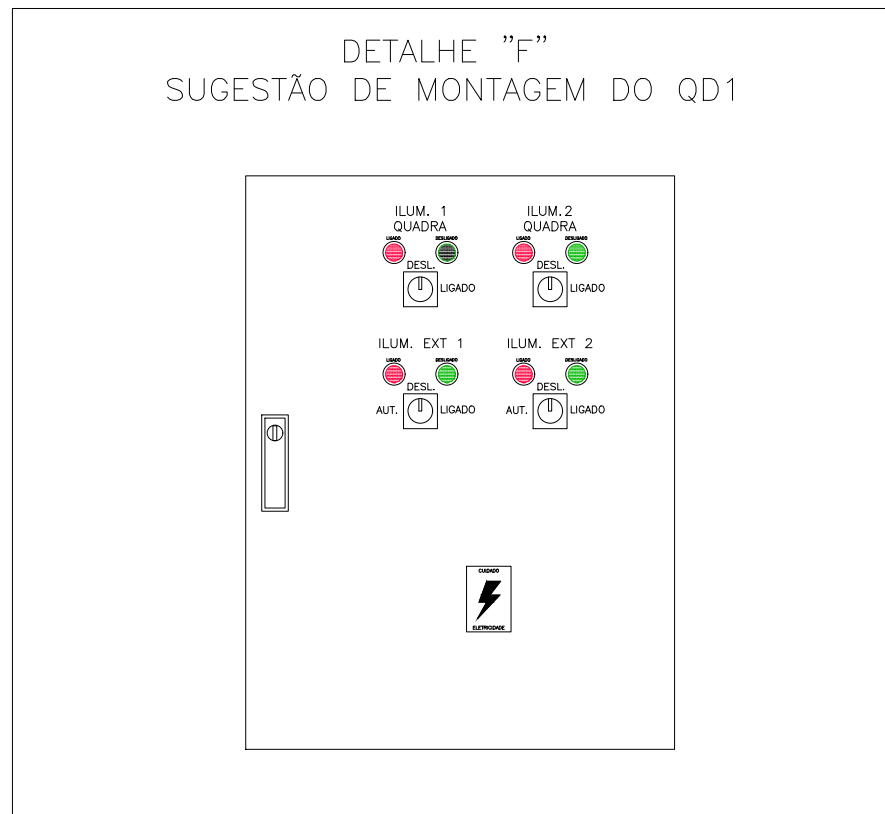 DETALHE "F"
SUGESTÃO DE MONTAGEM DO QD1
ILUM. 1
QUADRA
LIGADO DESLIGADO
DESL.
LIGADO
ILUM.2
QUADRA
LIGADO DESLIGADO
DESL.
LIGADO
ILUM. EXT 1
LIGADO DESLIGADO
DESL.
AUT. LIGADO
ILUM. EXT 2
LIGADO DESLIGADO
DESL.
AUT. LIGADO
CUIDADO
ELETRICIDADE